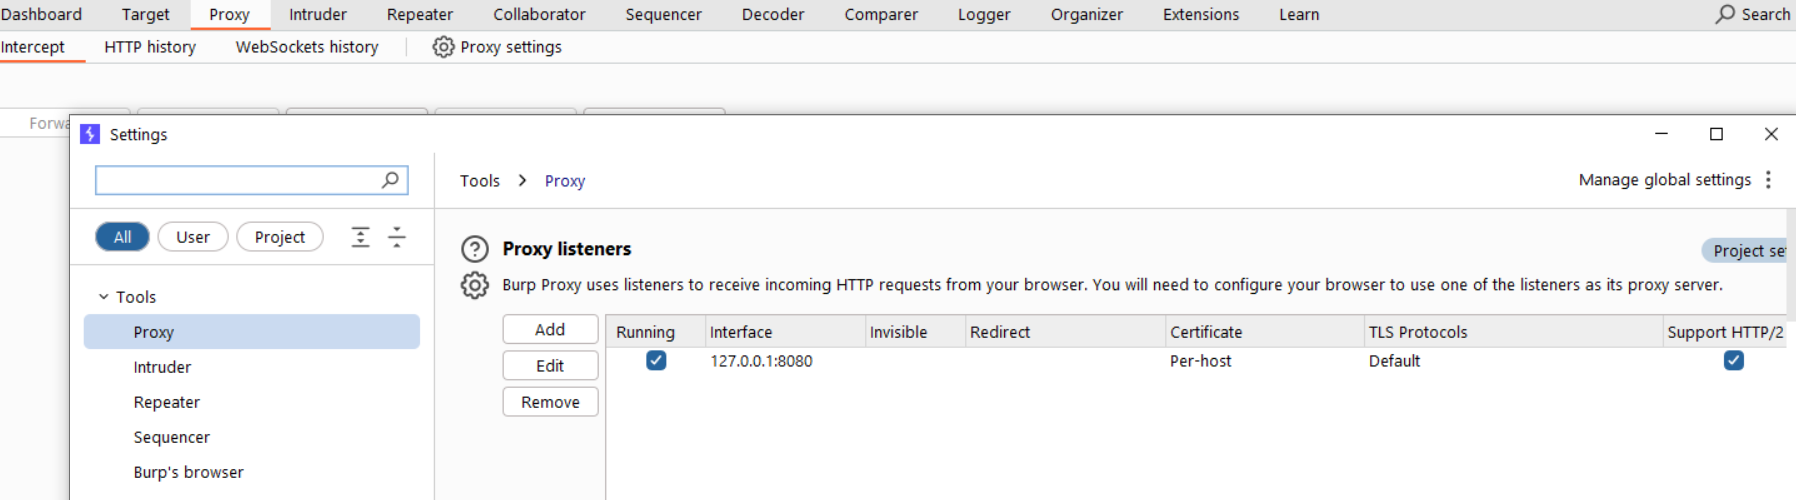 Dashboard Target Proxy Intruder Repeater Collaborator Sequencer Decoder Comparer Logger Organizer Extensions Learn Search
Intercept HTTP history WebSockets history Proxy settings
Forwa
Settings
Tools > Proxy Manage global settings
All User Project
Proxy listeners Project se
Burp Proxy uses listeners to receive incoming HTTP requests from your browser. You will need to configure your browser to use one of the listeners as its proxy server.
Tools
Proxy
Intruder
Repeater
Sequencer
Burp's browser
Add
Edit
Remove
Running Interface Invisible Redirect Certificate TLS Protocols Support HTTP/2
127.0.0.1:8080 Per-host Default